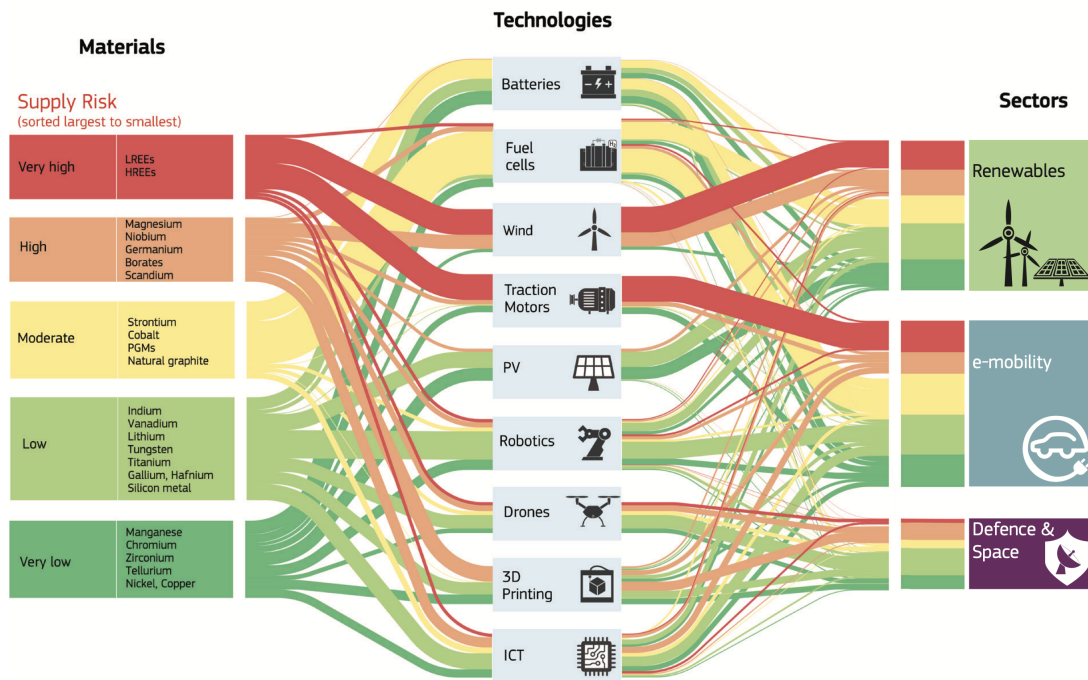 Technologies
Materials
Supply Risk
(sorted largest to smallest)
Very high
LREEs
HREEs
High
Magnesium
Niobium
Germanium
Borates
Scandium
Moderate
Strontium
Cobalt
PGMs
Natural graphite
Low
Indium
Vanadium
Lithium
Tungsten
Titanium
Gallium, Hafnium
Silicon metal
Very low
Manganese
Chromium
Zirconium
Tellurium
Nickel, Copper
Batteries
Fuel
cells
H₂
Wind
Traction
Motors
PV
Robotics
Drones
3D
Printing
ICT
Sectors
Renewables
e-mobility
Defence &
Space